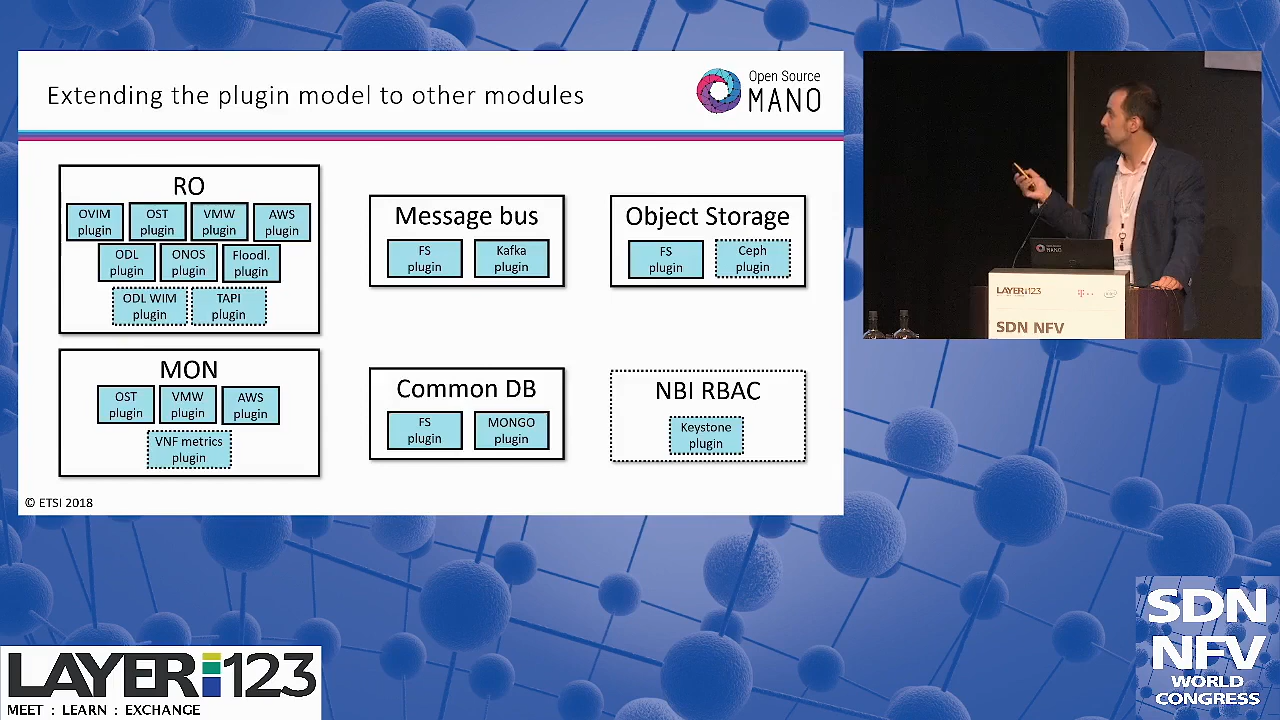 Extending the plugin model to other modules
Open Source
MANO
RO
OVIM
plugin
OST
plugin
VMW
plugin
AWS
plugin
ODL
plugin
ONOS
plugin
Floodl.
plugin
ODL WIM
plugin
TAPI
plugin
MON
OST
plugin
VMW
plugin
AWS
plugin
VNF metrics
plugin
Message bus
FS
plugin
Kafka
plugin
Common DB
FS
plugin
MONGO
plugin
Object Storage
FS
plugin
Ceph
plugin
NBI RBAC
Keystone
plugin
© ETSI 2018
MANO
LAYER123
SDN NFV
LAYER123
MEET : LEARN : EXCHANGE
SDN
NFV
WORLD
CONGRESS